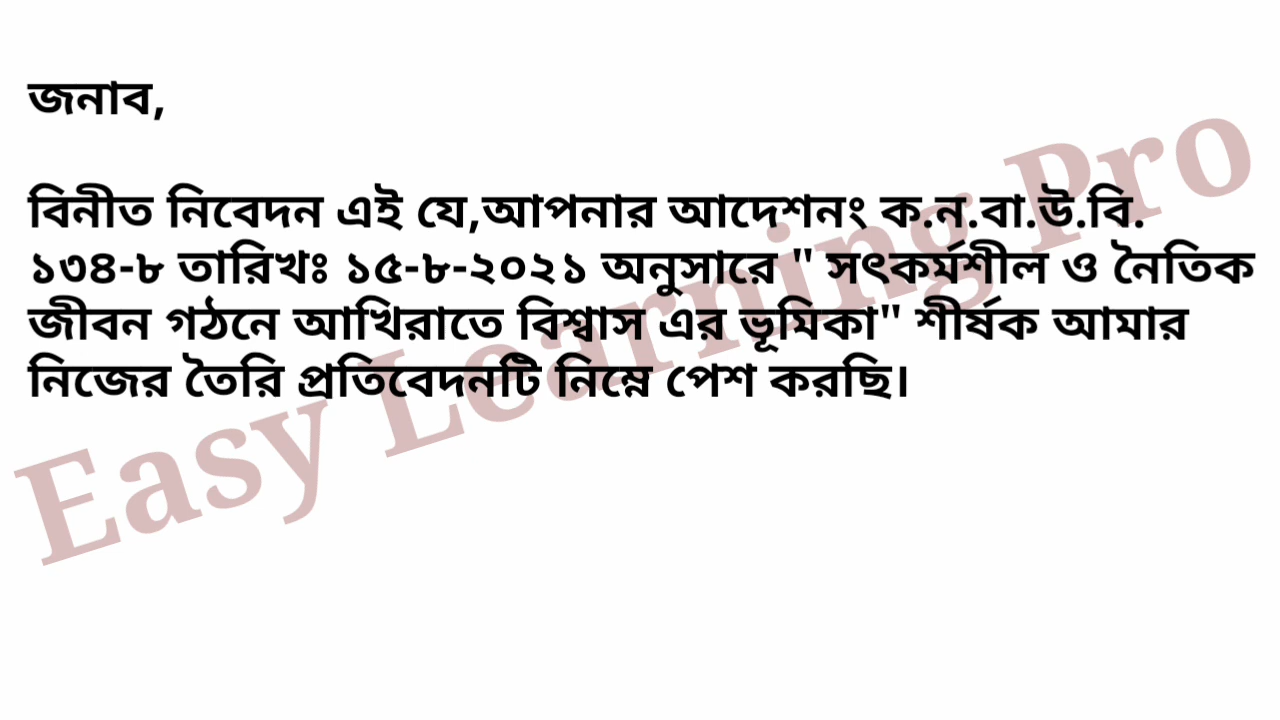 জনাব,
বিনীত নিবেদন এই যে,আপনার আদেশনং ক.ন.বা.উ.বি.
১৩৪-৮ তারিখঃ ১৫-৮-২০২১ অনুসারে " সৎকর্মশীল ও নৈতিক
জীবন গঠনে আখিরাতে বিশ্বাস এর ভূমিকা" শীর্ষক আমার
নিজের তৈরি প্রতিবেদনটি নিম্নে পেশ করছি।
Easy Learning Pro